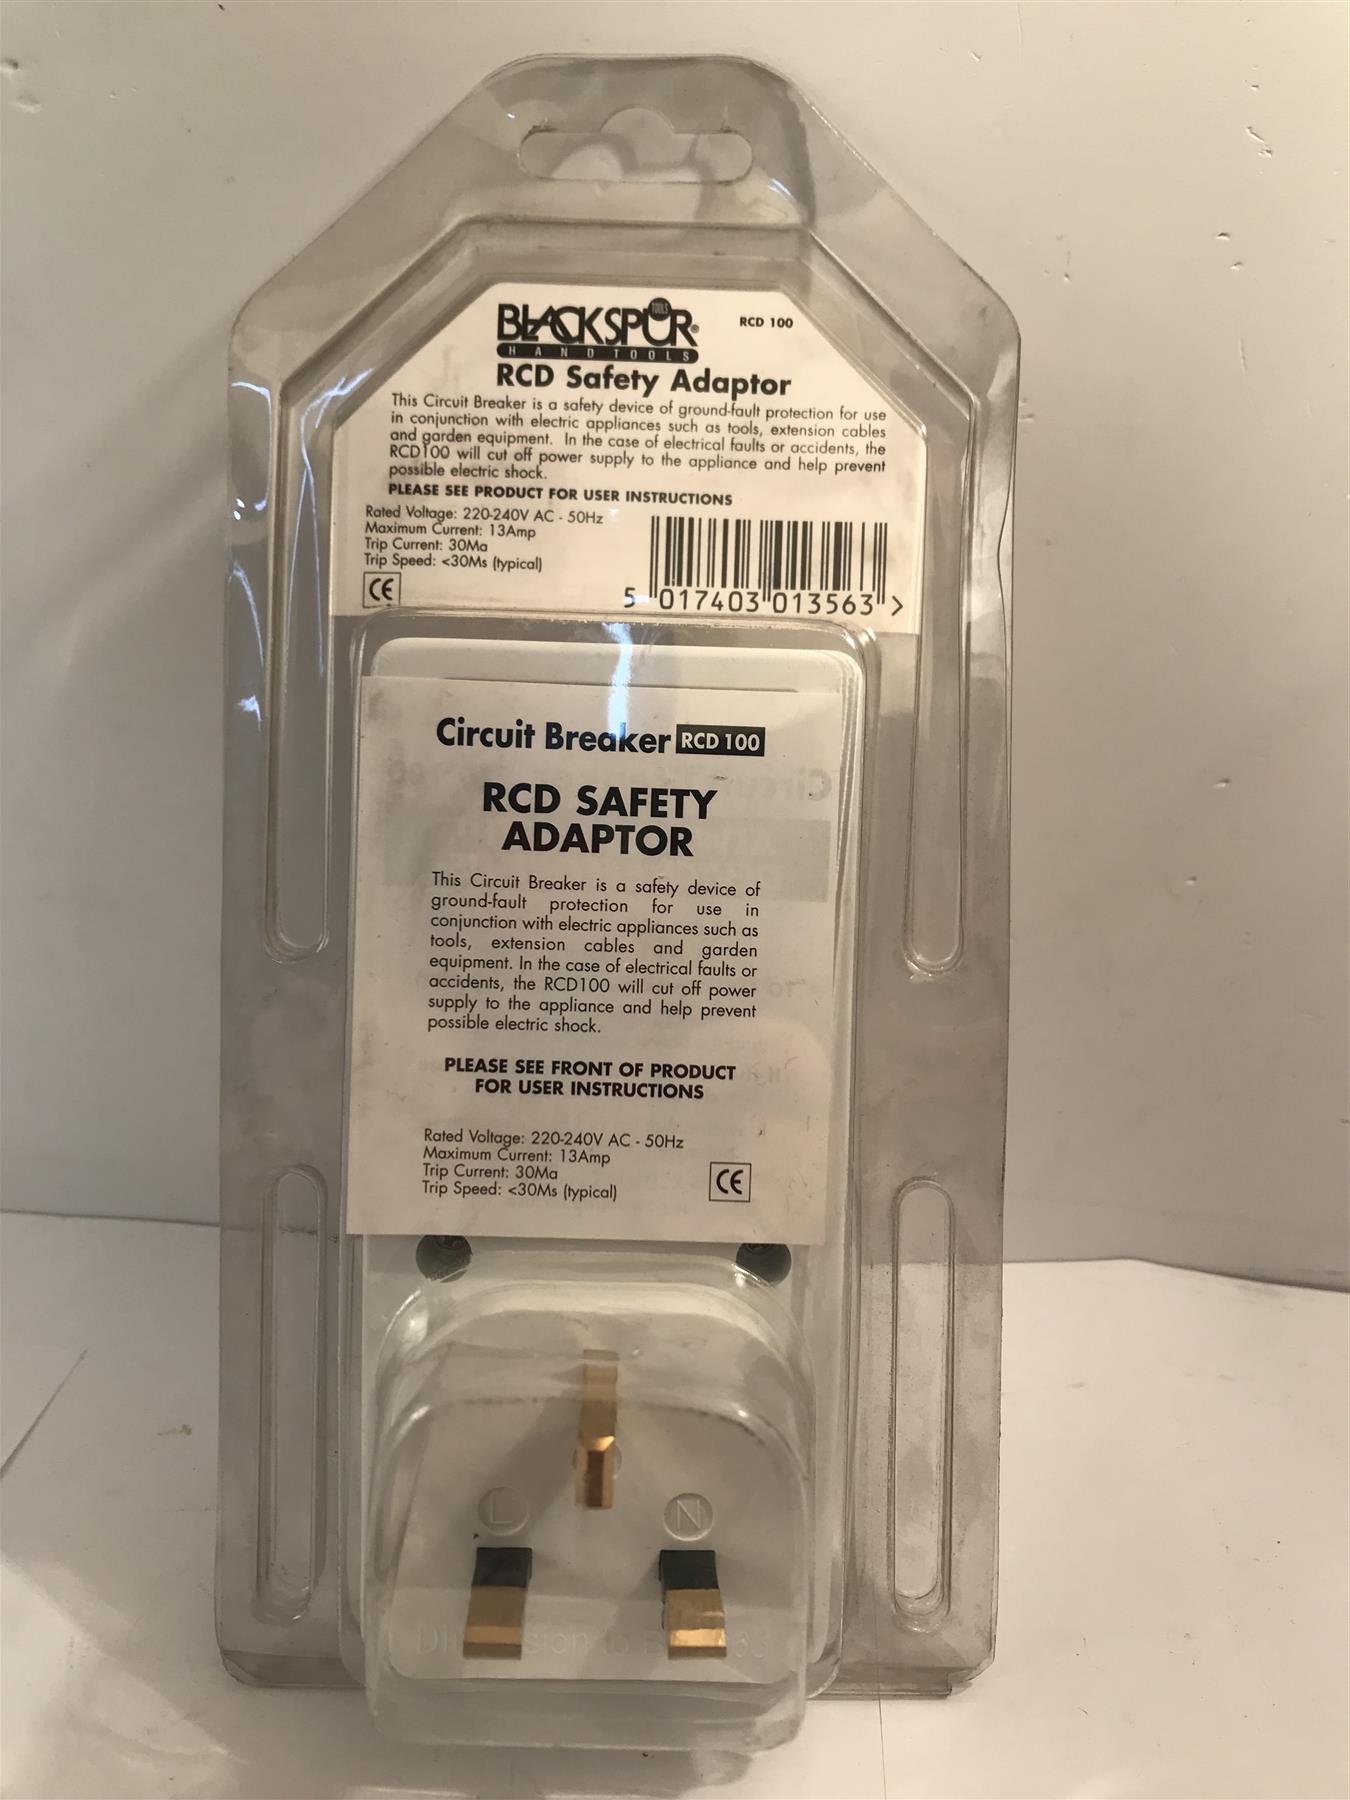 BLACKSPUR®
TOOLS
HAND TOOLS
RCD 100
RCD Safety Adaptor
This Circuit Breaker is a safety device of ground-fault protection for use
in conjunction with electric appliances such as tools, extension cables
and garden equipment. In the case of electrical faults or accidents, the
RCD100 will cut off power supply to the appliance and help prevent
possible electric shock.
PLEASE SEE PRODUCT FOR USER INSTRUCTIONS
Rated Voltage: 220-240V AC - 50Hz
Maximum Current: 13Amp
Trip Current: 30Ma
Trip Speed: <30Ms (typical)
CE
5 017403 013563 >
Circuit Breaker RCD 100
RCD SAFETY
ADAPTOR
This Circuit Breaker is a safety device of
ground-fault protection for use in
conjunction with electric appliances such as
tools, extension cables and garden
equipment. In the case of electrical faults or
accidents, the RCD100 will cut off power
supply to the appliance and help prevent
possible electric shock.
PLEASE SEE FRONT OF PRODUCT
FOR USER INSTRUCTIONS
Rated Voltage: 220-240V AC - 50Hz
Maximum Current: 13Amp
Trip Current: 30Ma
Trip Speed: <30Ms (typical)
CE
L N
to